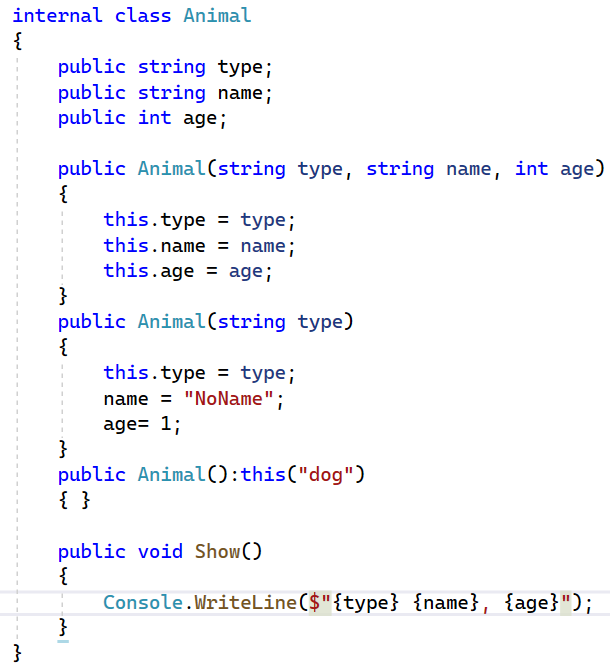 internal class Animal
{
    public string type;
    public string name;
    public int age;

    public Animal(string type, string name, int age)
    {
        this.type = type;
        this.name = name;
        this.age = age;
    }
    public Animal(string type)
    {
        this.type = type;
        name = "NoName";
        age= 1;
    }
    public Animal():this("dog")
    { }

    public void Show()
    {
        Console.WriteLine($"{type} {name}, {age}");
    }
}